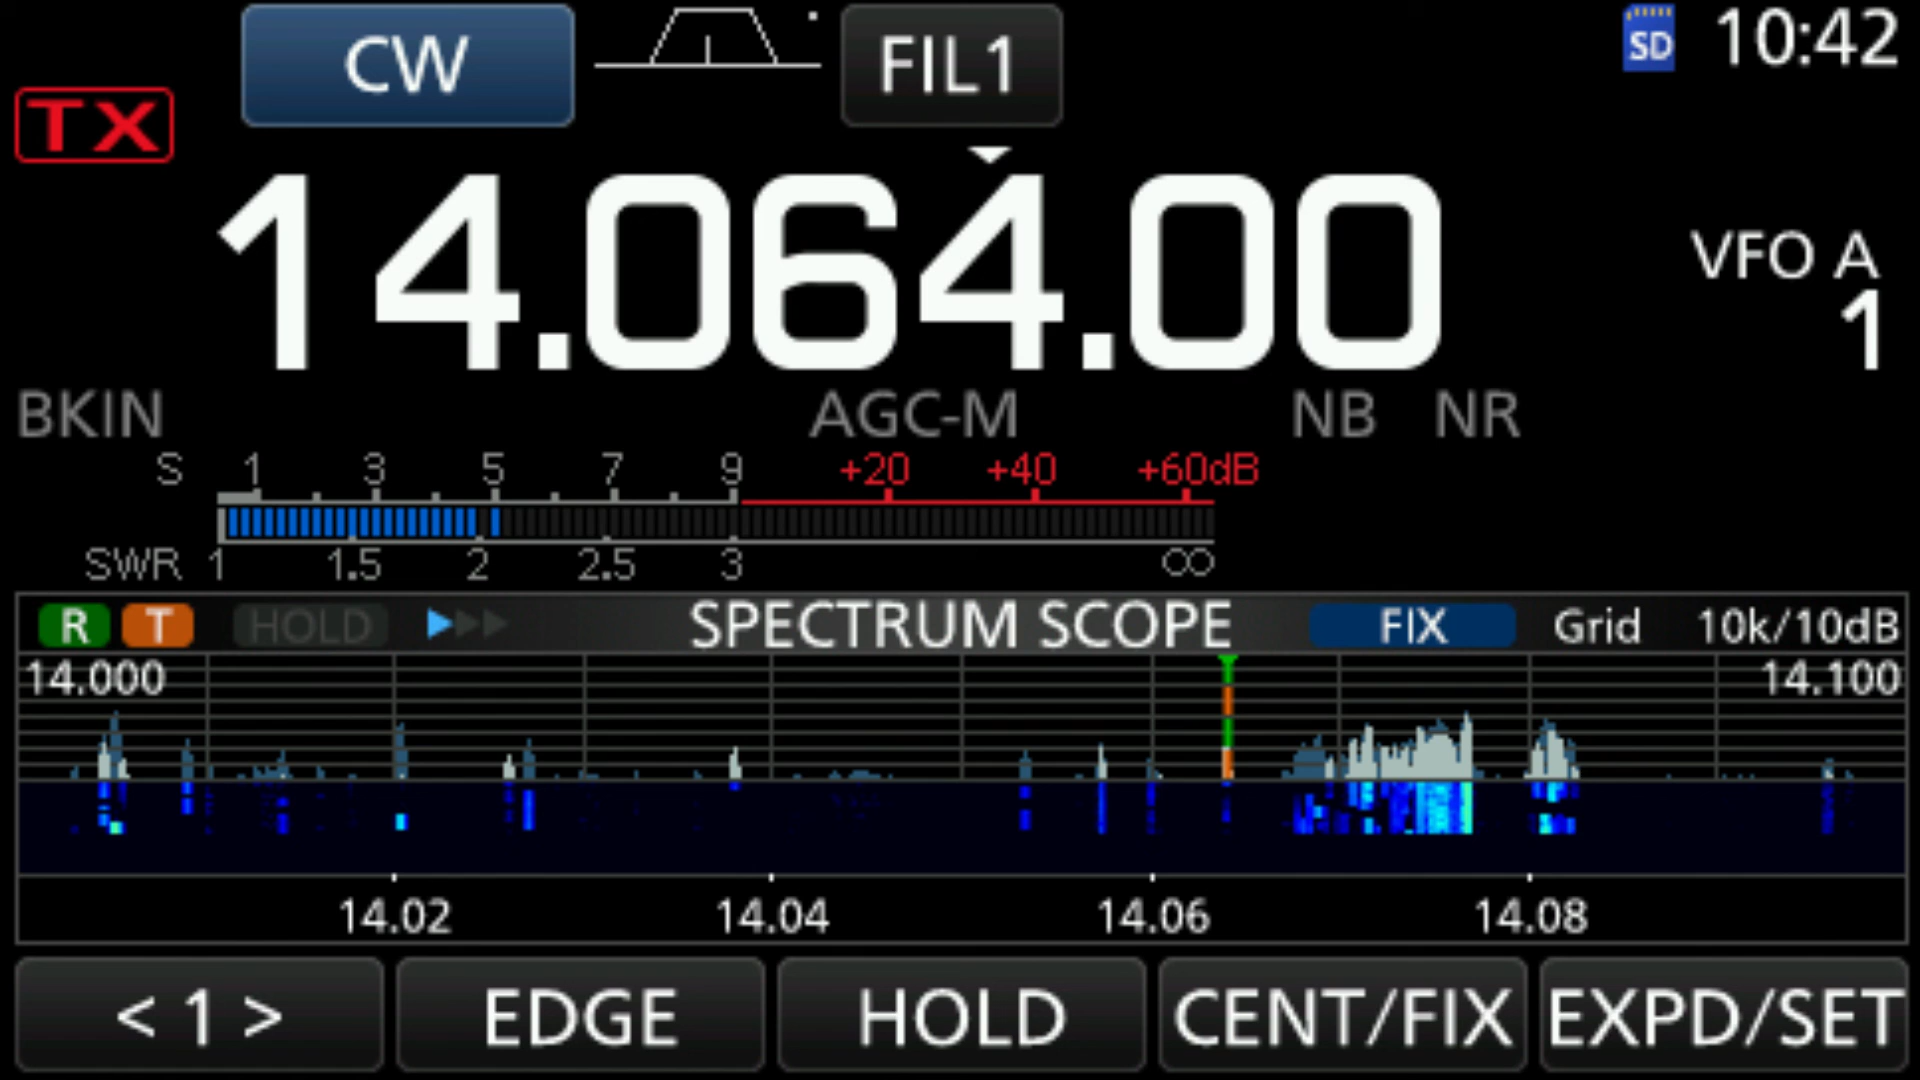 CW FIL1 SD 10:42
TX
14.064.00
VFO A
1
BKIN AGC-M NB NR
S 1 3 5 7 9 +20 +40 +60dB
SWR 1 1.5 2 2.5 3 ∞
R T HOLD SPECTRUM SCOPE FIX Grid 10k/10dB
14.000 14.100
14.02 14.04 14.06 14.08
< 1 > EDGE HOLD CENT/FIX EXPD/SET